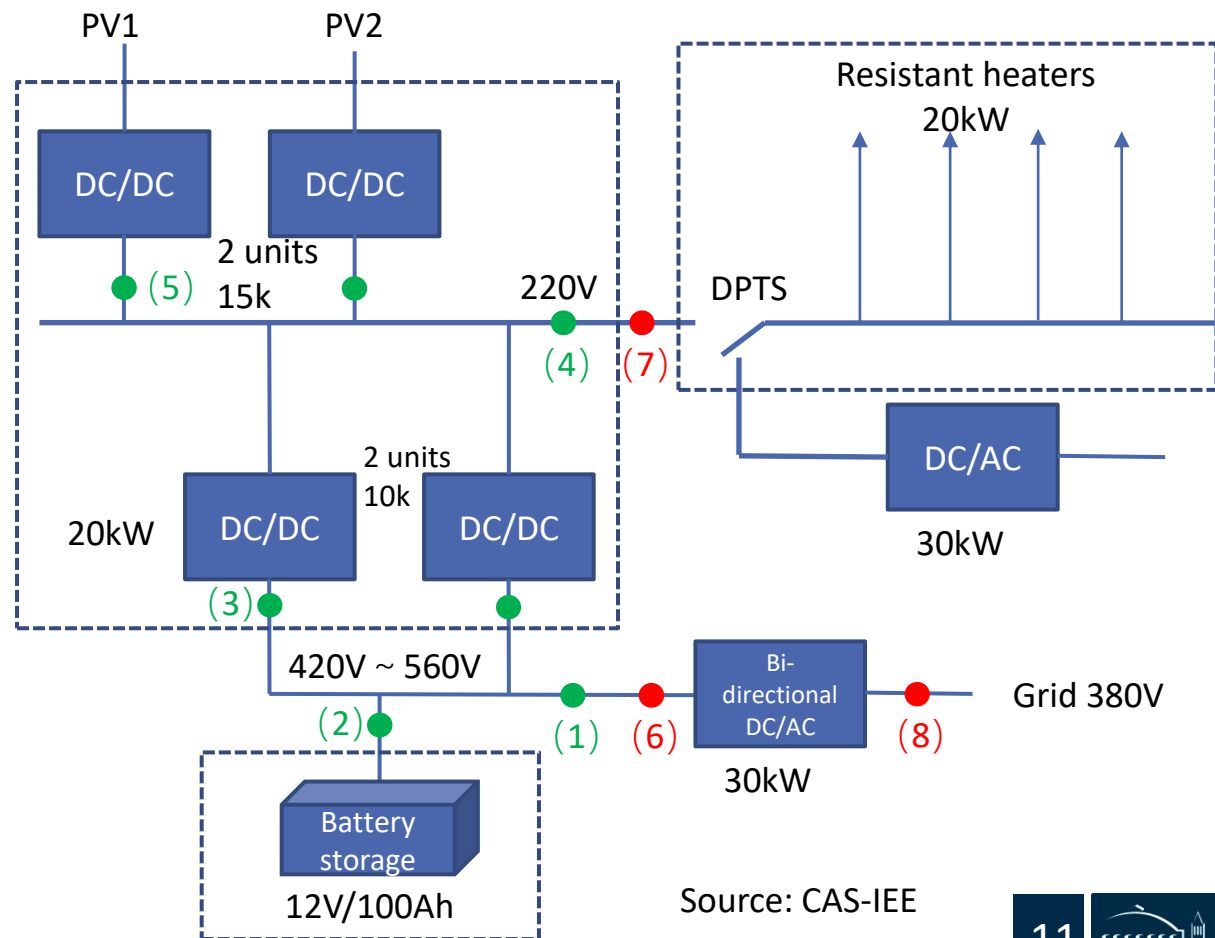 PV1
PV2
Resistant heaters
20kW
DC/DC
DC/DC
2 units
15k
(5)
220V
DPTS
(4)
(7)
2 units
10k
DC/DC
DC/DC
20kW
DC/AC
30kW
(3)
420V ~ 560V
Bi-
directional
DC/AC
Grid 380V
(2)
(1)
(6)
(8)
30kW
Battery
storage
12V/100Ah
Source: CAS-IEE
11